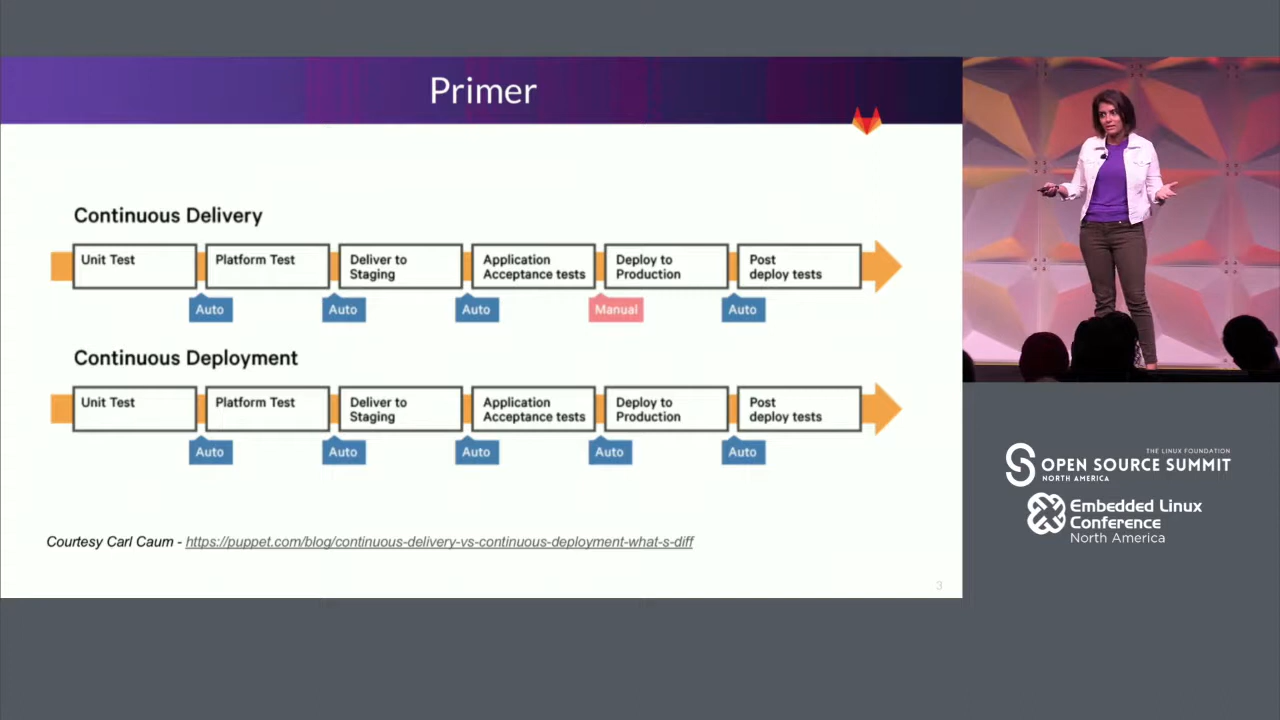 Primer
Continuous Delivery
Unit Test
Platform Test
Deliver to
Staging
Application
Acceptance tests
Deploy to
Production
Post
deploy tests
Auto
Auto
Auto
Manual
Auto
Continuous Deployment
Unit Test
Platform Test
Deliver to
Staging
Application
Acceptance tests
Deploy to
Production
Post
deploy tests
Auto
Auto
Auto
Auto
Auto
Courtesy Carl Caum - https://puppet.com/blog/continuous-delivery-vs-continuous-deployment-what-s-diff
3
THE LINUX FOUNDATION
OPEN SOURCE SUMMIT
NORTH AMERICA
Embedded Linux
Conference
North America